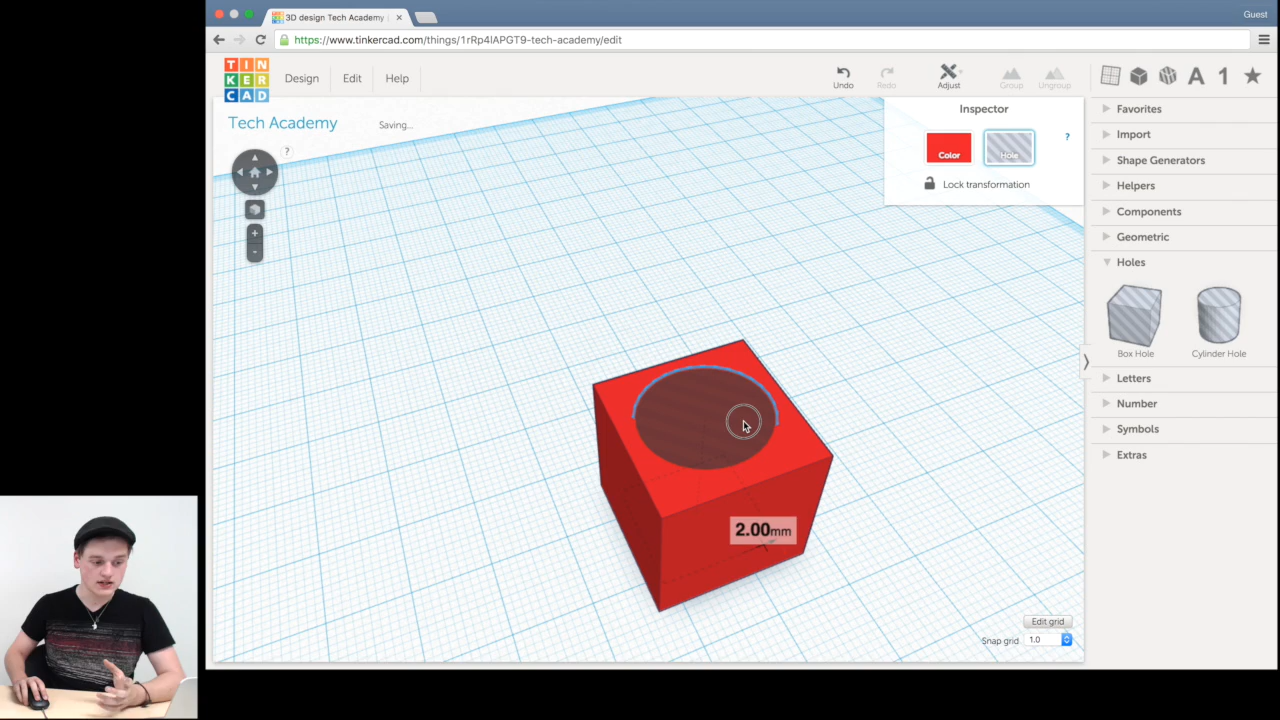 3D design Tech Academy
Guest
https://www.tinkercad.com/things/1rRp4lAPGT9-tech-academy/edit
TIN
KER
CAD
Design
Edit
Help
Undo
Redo
Adjust
Group
Ungroup
A
1
Tech Academy
Saving...
?
Inspector
Color
Hole
?
Lock transformation
+
-
Favorites
Import
Shape Generators
Helpers
Components
Geometric
Holes
Box Hole
Cylinder Hole
Letters
Number
Symbols
Extras
2.00mm
Edit grid
Snap grid 1.0